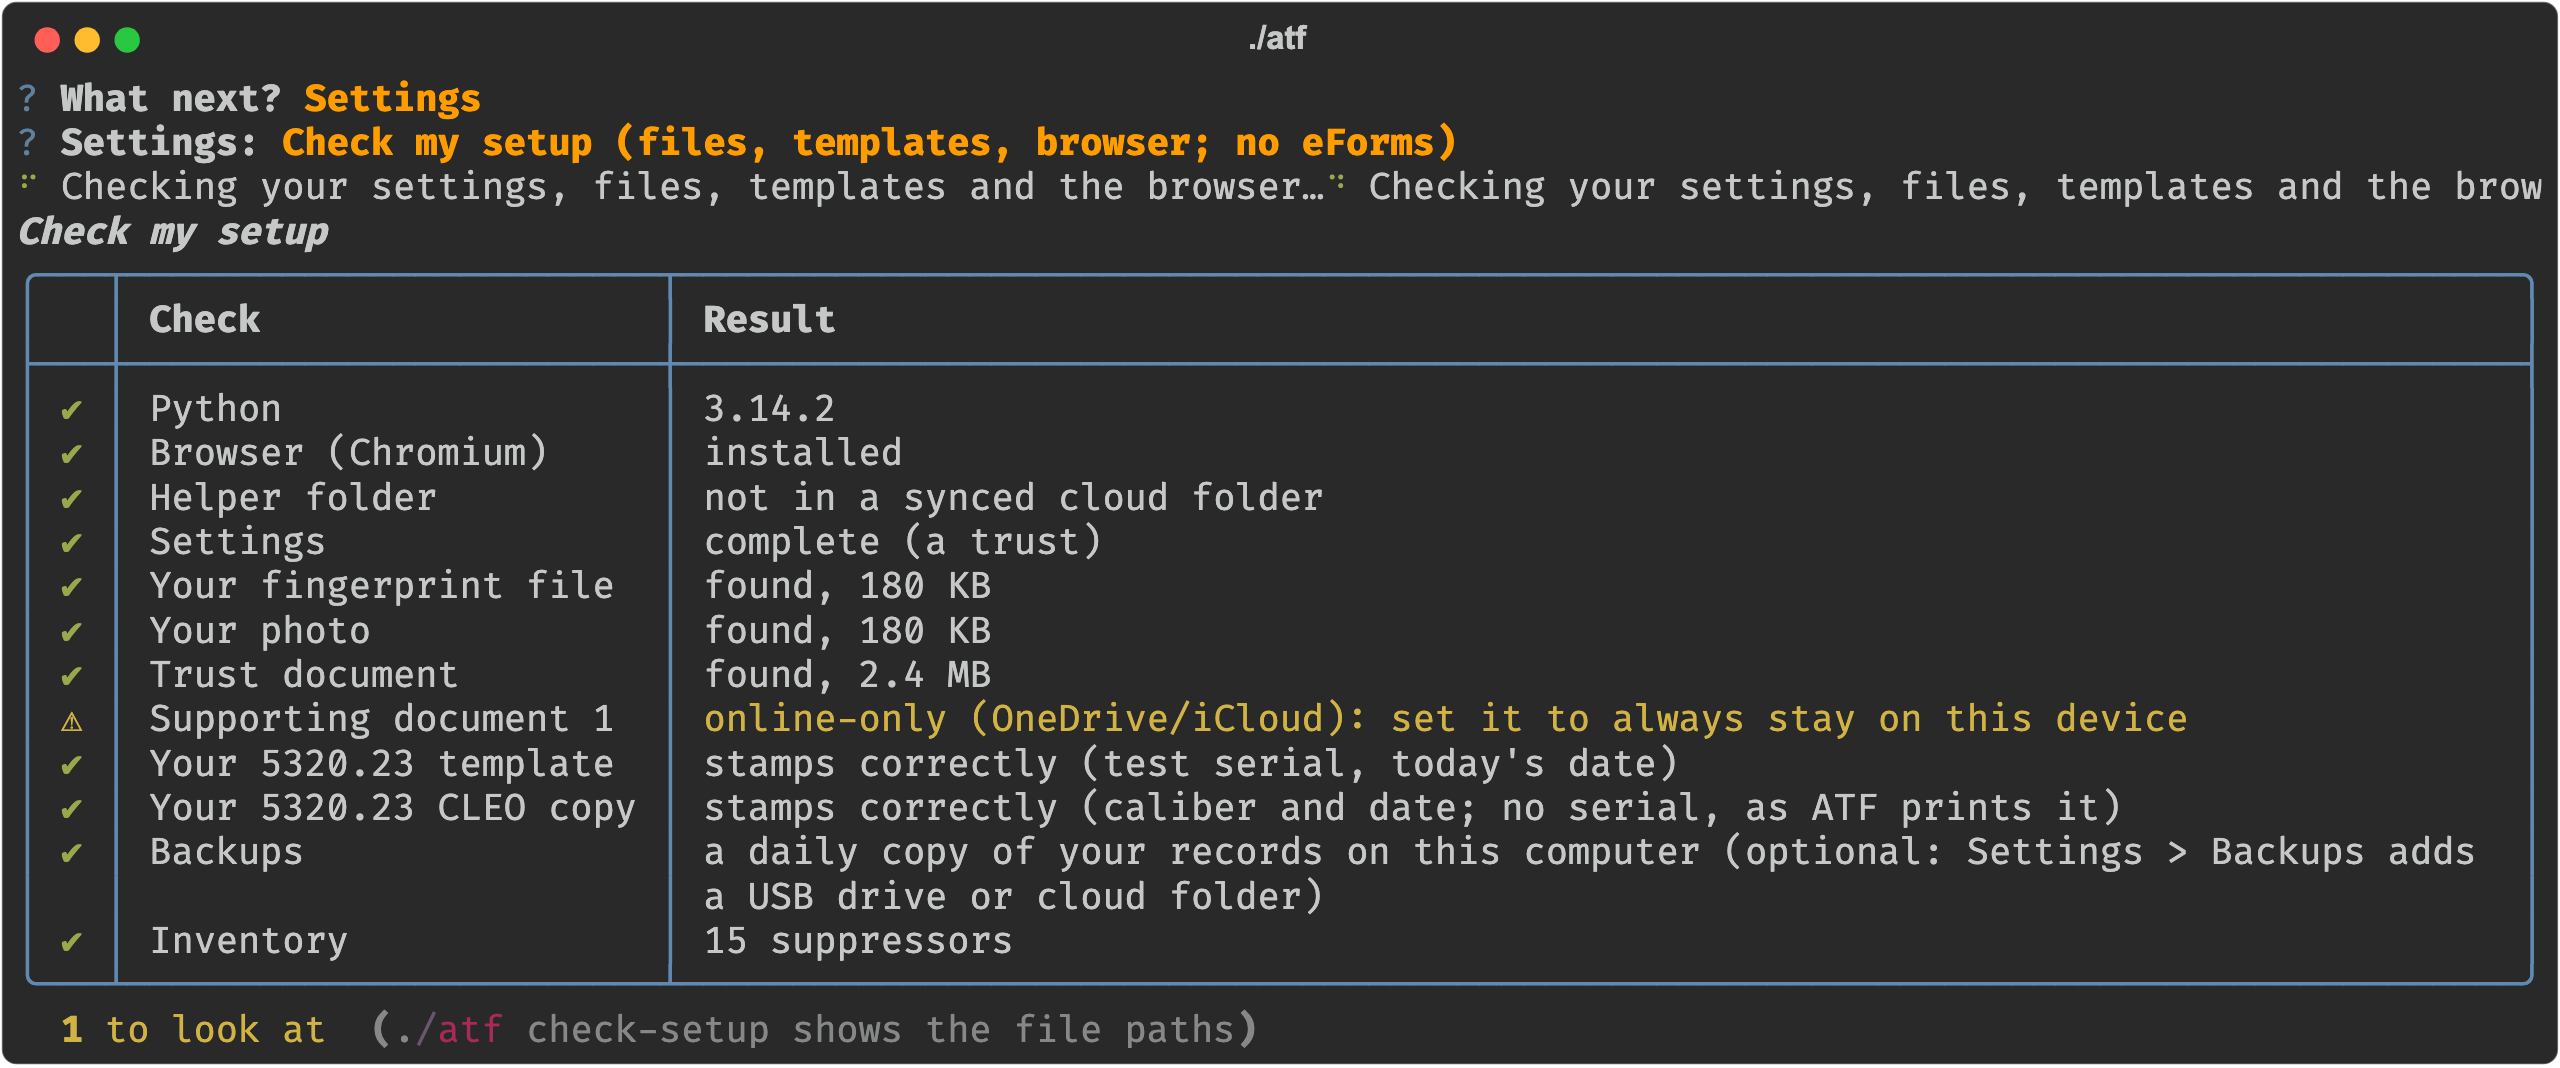 ./atf
? What next? Settings
? Settings: Check my setup (files, templates, browser; no eForms)
⠋ Checking your settings, files, templates and the browser…⠙ Checking your settings, files, templates and the brow
Check my setup
Check Result
✔ Python 3.14.2
✔ Browser (Chromium) installed
✔ Helper folder not in a synced cloud folder
✔ Settings complete (a trust)
✔ Your fingerprint file found, 180 KB
✔ Your photo found, 180 KB
✔ Trust document found, 2.4 MB
⚠ Supporting document 1 online-only (OneDrive/iCloud): set it to always stay on this device
✔ Your 5320.23 template stamps correctly (test serial, today's date)
✔ Your 5320.23 CLEO copy stamps correctly (caliber and date; no serial, as ATF prints it)
✔ Backups a daily copy of your records on this computer (optional: Settings > Backups adds
a USB drive or cloud folder)
✔ Inventory 15 suppressors
1 to look at (./atf check-setup shows the file paths)